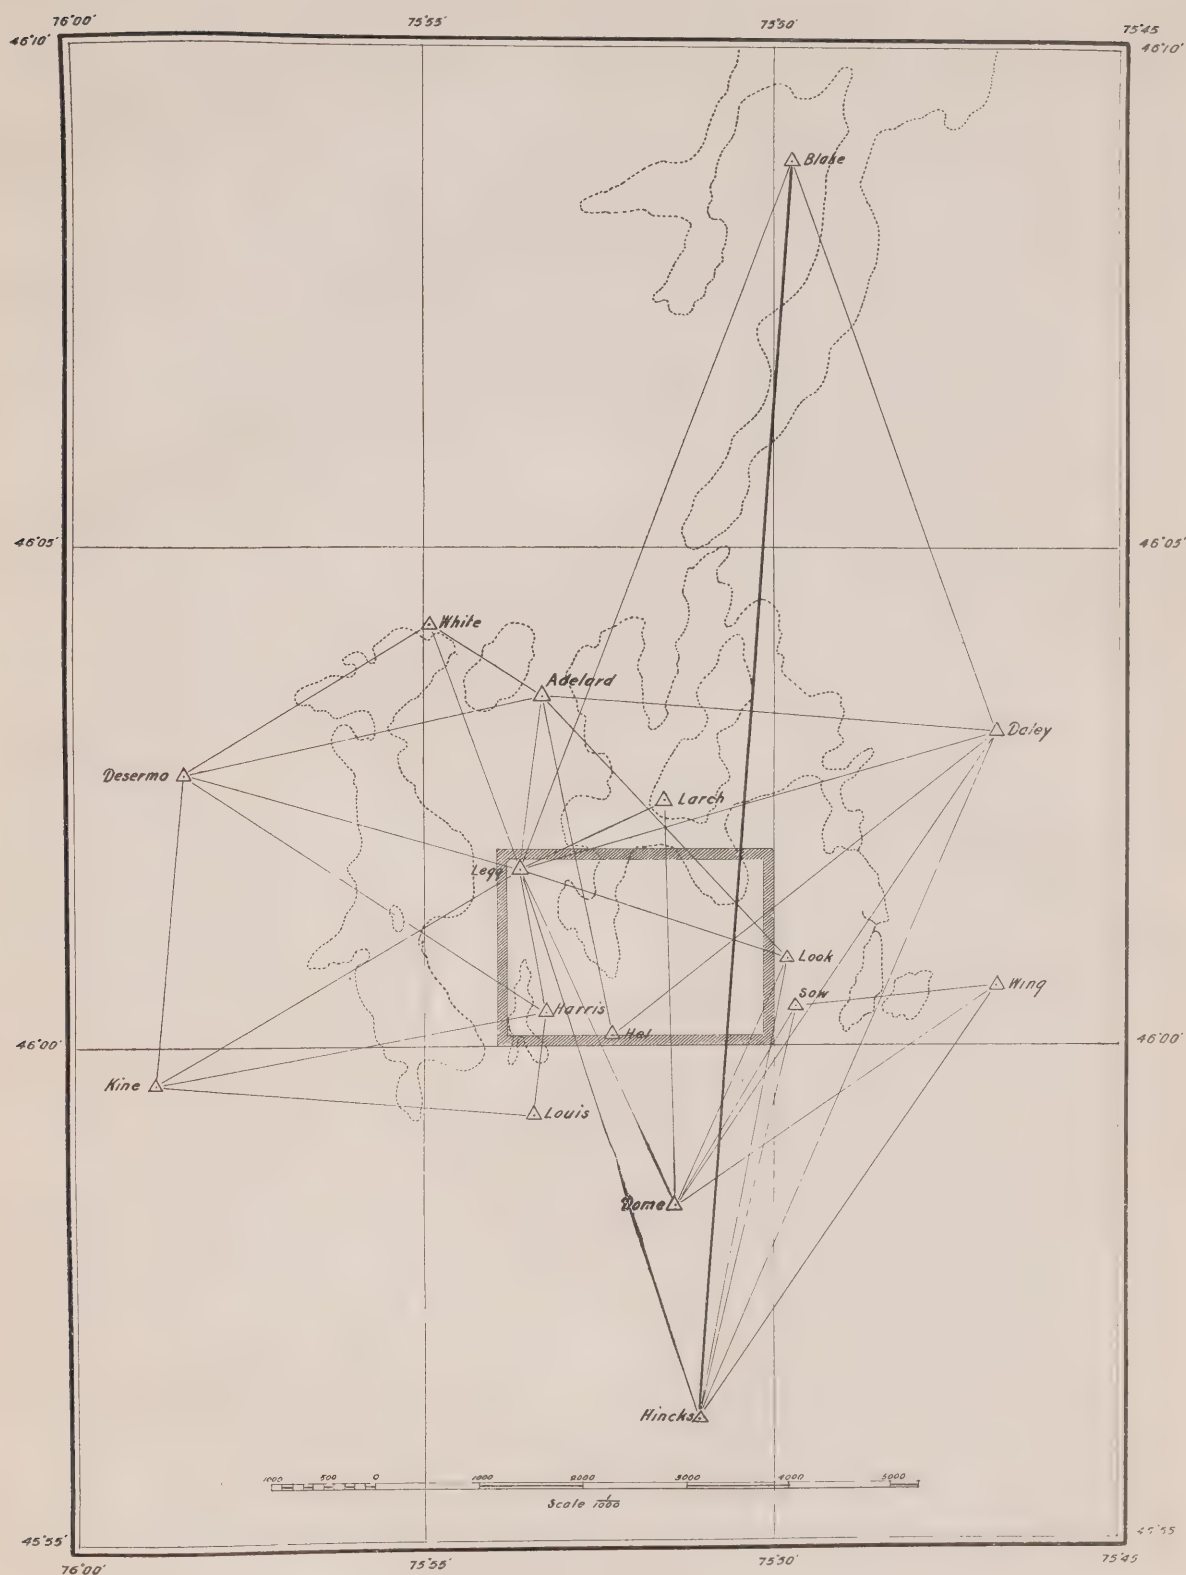 76°00' 75°55' 75°50' 75°45
46°10' 46°10'
Blake
46°05' 46°05'
White
Adelard
Daley
Desermo
Larch
Legg
Look
Wing
Sow
Harris
Hel
46°00' 46°00'
Kine
Louis
Dome
Hincks
1000 500 0 1000 2000 3000 4000 5000
Scale 1/1000
45°55' 45°55
76°00' 75°55' 75°50' 75°45